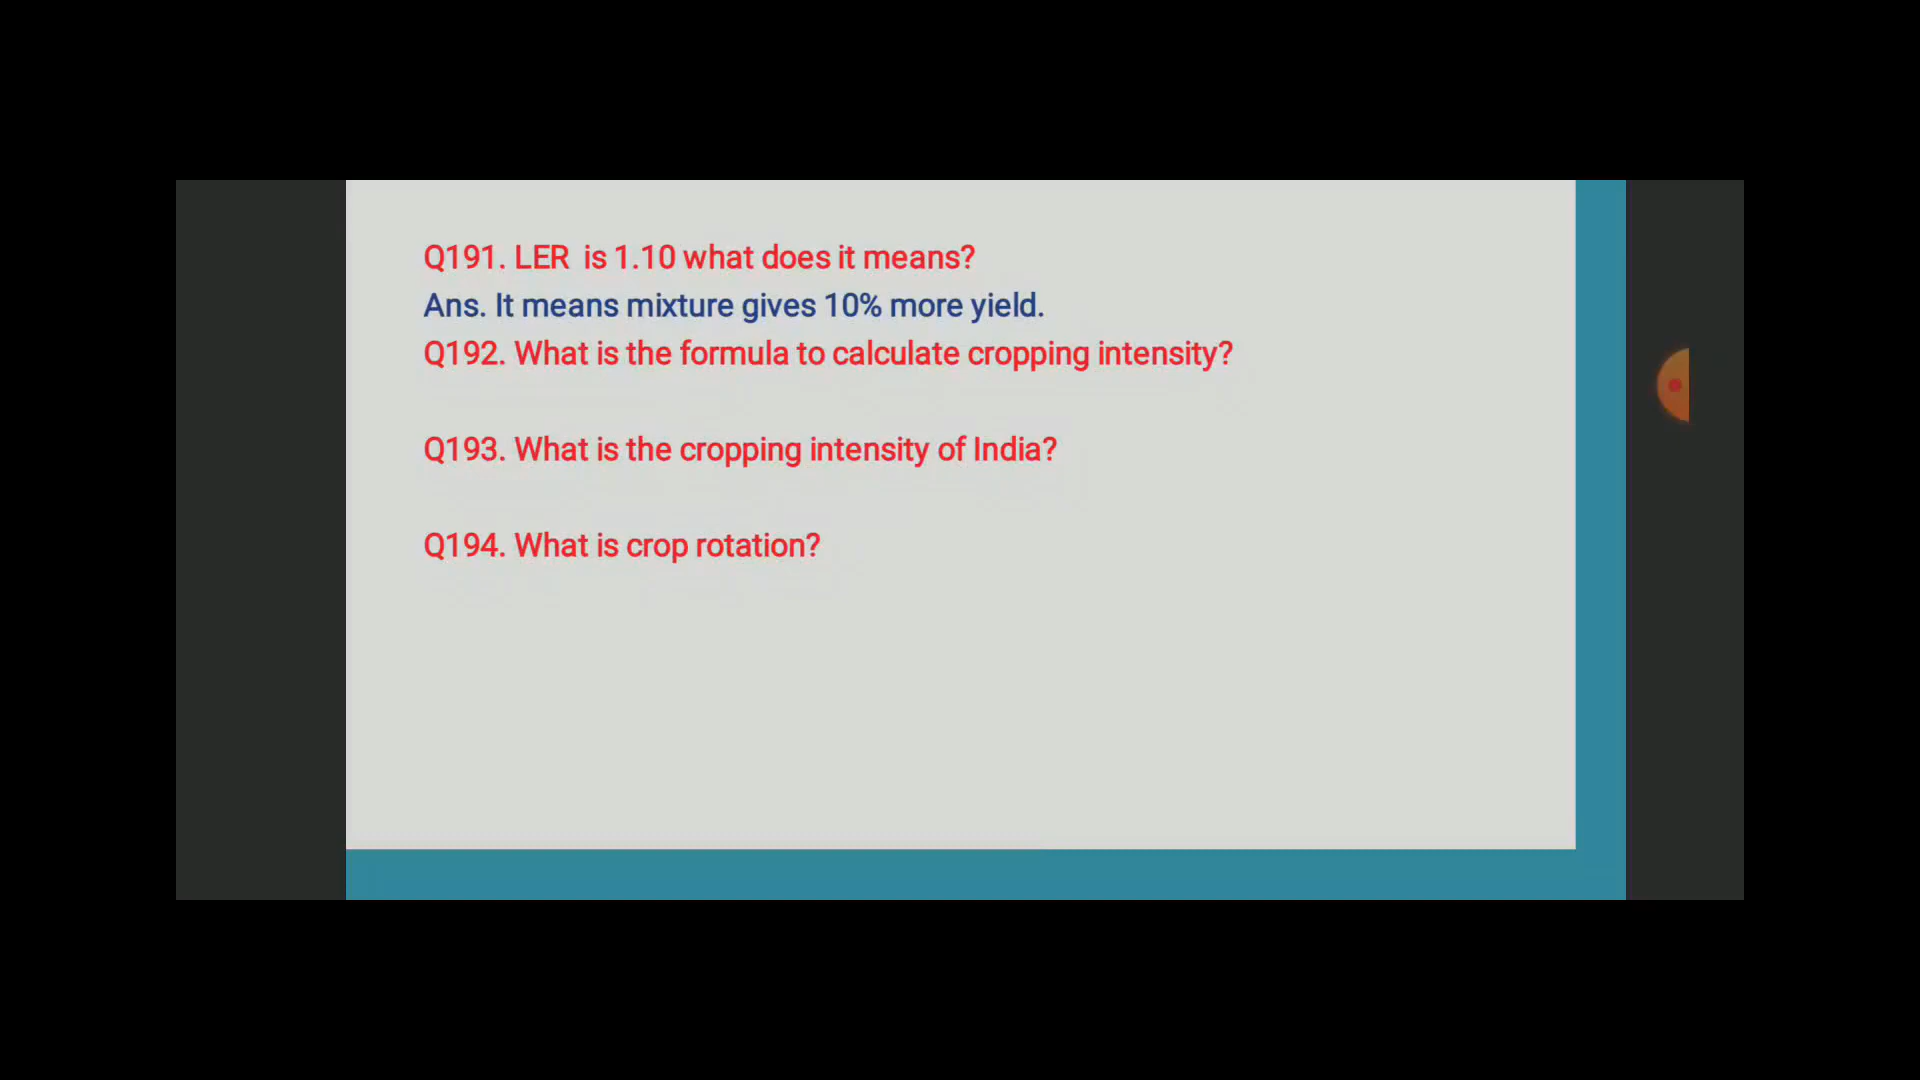 Q191. LER  is 1.10 what does it means?
Ans. It means mixture gives 10% more yield.
Q192. What is the formula to calculate cropping intensity?
Q193. What is the cropping intensity of India?
Q194. What is crop rotation?